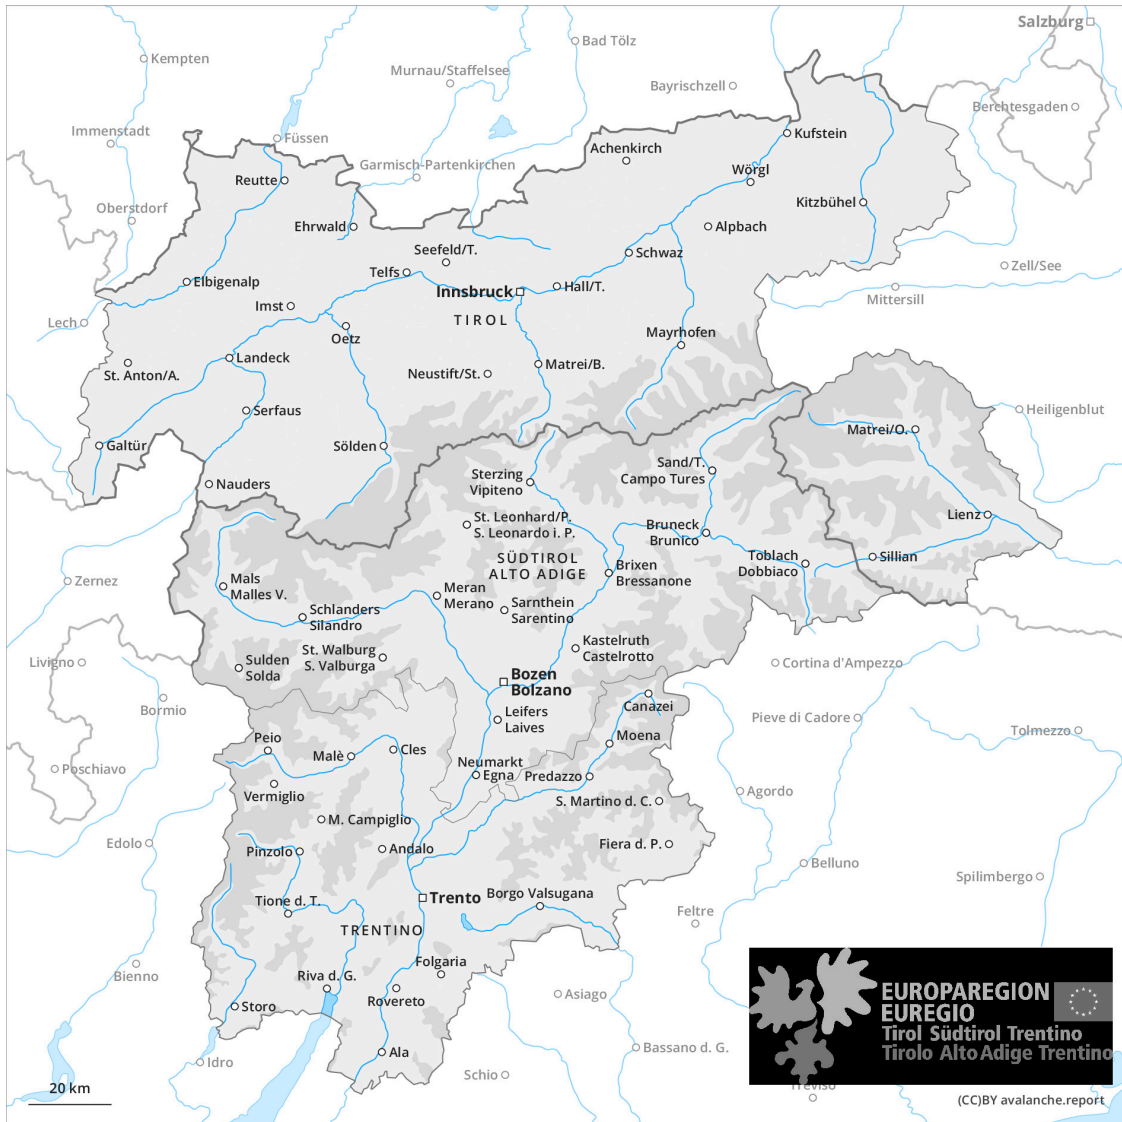 Salzburg
Bad Tölz
Kempten
Murnau/Staffelsee
Bayrischzell
Berchtesgaden
Immenstadt
Füssen
Kufstein
Achenkirch
Garmisch-Partenkirchen
Wörgl
Reutte
Oberstdorf
Kitzbühel
Ehrwald
Alpbach
Seefeld/T.
Schwaz
Zell/See
Telfs
Elbigenalp
Hall/T.
Innsbruck
Mittersill
Imst
Lech
TIROL
Oetz
Mayrhofen
Landeck
Matrei/B.
St. Anton/A.
Neustift/St.
Serfaus
Heiligenblut
Matrei/O.
Galtür
Sölden
Sand/T.
Campo Tures
Sterzing
Vipiteno
Nauders
St. Leonhard/P.
S. Leonardo i. P.
Lienz
Bruneck
Brunico
SÜDTIROL
ALTO ADIGE
Toblach
Dobbiaco
Sillian
Brixen
Bressanone
Zernez
Mals
Malles V.
Meran
Merano
Sarnthein
Sarentino
Schlanders
Silandro
Kastelruth
Castelrotto
St. Walburg
S. Valburga
Livigno
Sulden
Solda
Cortina d'Ampezzo
Bozen
Bolzano
Bormio
Canazei
Leifers
Laives
Pieve di Cadore
Tolmezzo
Moena
Peio
Malè
Cles
Neumarkt
Egna
Predazzo
Poschiavo
Vermiglio
Agordo
S. Martino d. C.
M. Campiglio
Edolo
Fiera d. P.
Pinzolo
Andalo
Belluno
Spilimbergo
Borgo Valsugana
Trento
Tione d. T.
Feltre
TRENTINO
Folgaria
Bienno
Riva d. G.
Rovereto
Asiago
Storo
EUROPAREGION
EUREGIO
Tirol Südtirol Trentino
Tirolo Alto Adige Trentino
Ala
Idro
Bassano d. G.
Schio
Treviso
20 km
(CC)BY avalanche.report